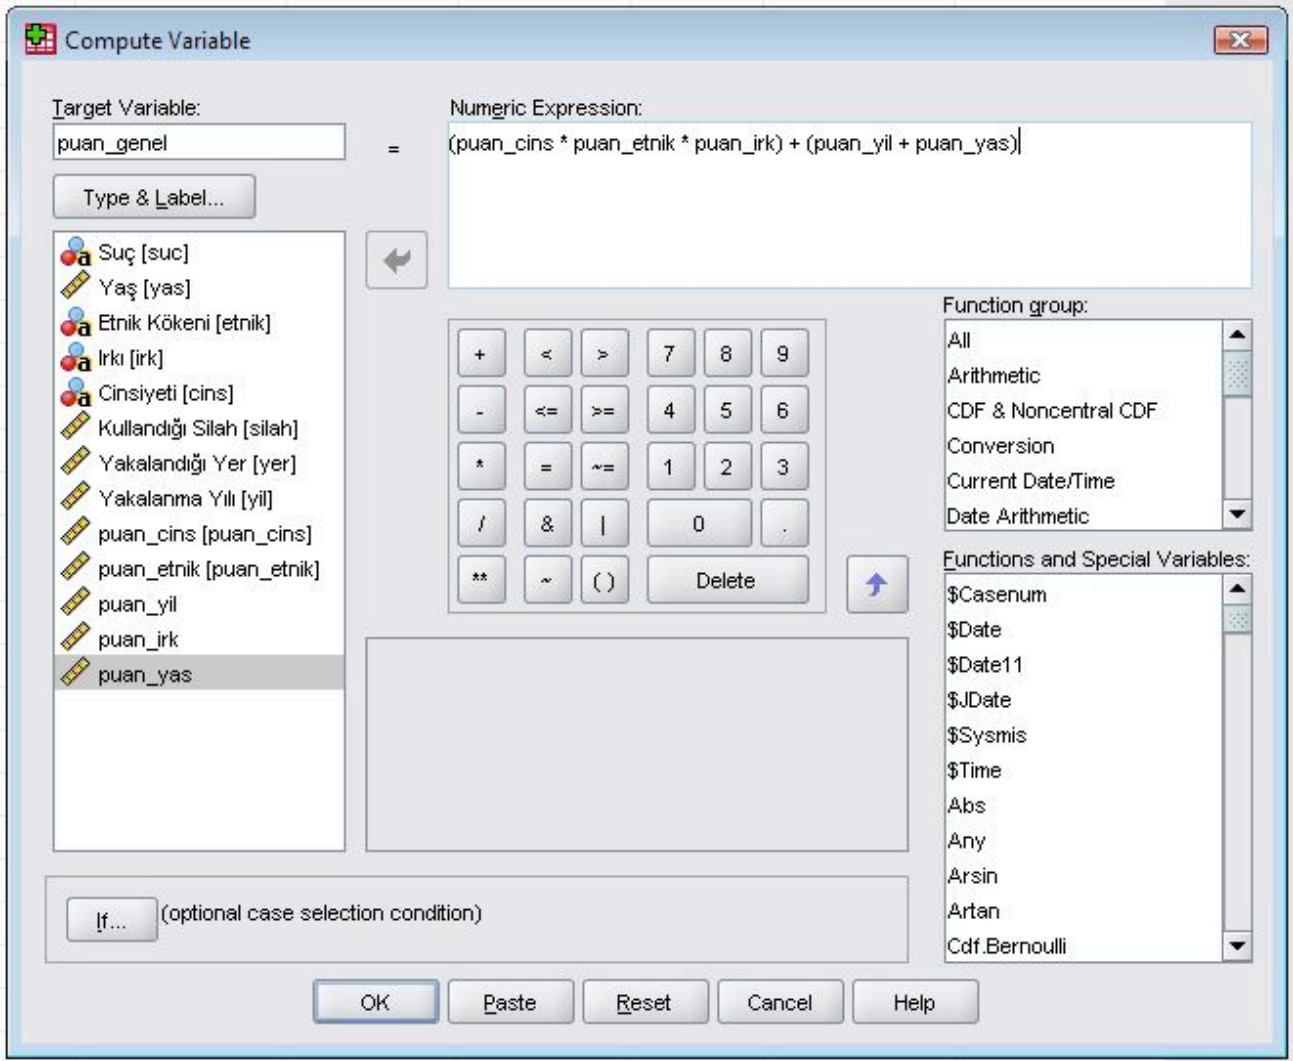 Compute Variable
Target Variable:
puan_genel
=
Numeric Expression:
(puan_cins * puan_etnik * puan_irk) + (puan_yil + puan_yas)
Type & Label...
Suç [suc]
Yaş [yas]
Etnik Kökeni [etnik]
Irkı [irk]
Cinsiyeti [cins]
Kullandığı Silah [silah]
Yakalandığı Yer [yer]
Yakalanma Yılı [yil]
puan_cins [puan_cins]
puan_etnik [puan_etnik]
puan_yil
puan_irk
puan_yas
+ < > 7 8 9
- <= >= 4 5 6
* = ~= 1 2 3
/ & | 0 .
** ~ ( ) Delete
Function group:
All
Arithmetic
CDF & Noncentral CDF
Conversion
Current Date/Time
Date Arithmetic
Functions and Special Variables:
$Casenum
$Date
$Date11
$JDate
$Sysmis
$Time
Abs
Any
Arsin
Artan
Cdf.Bernoulli
If... (optional case selection condition)
OK Paste Reset Cancel Help